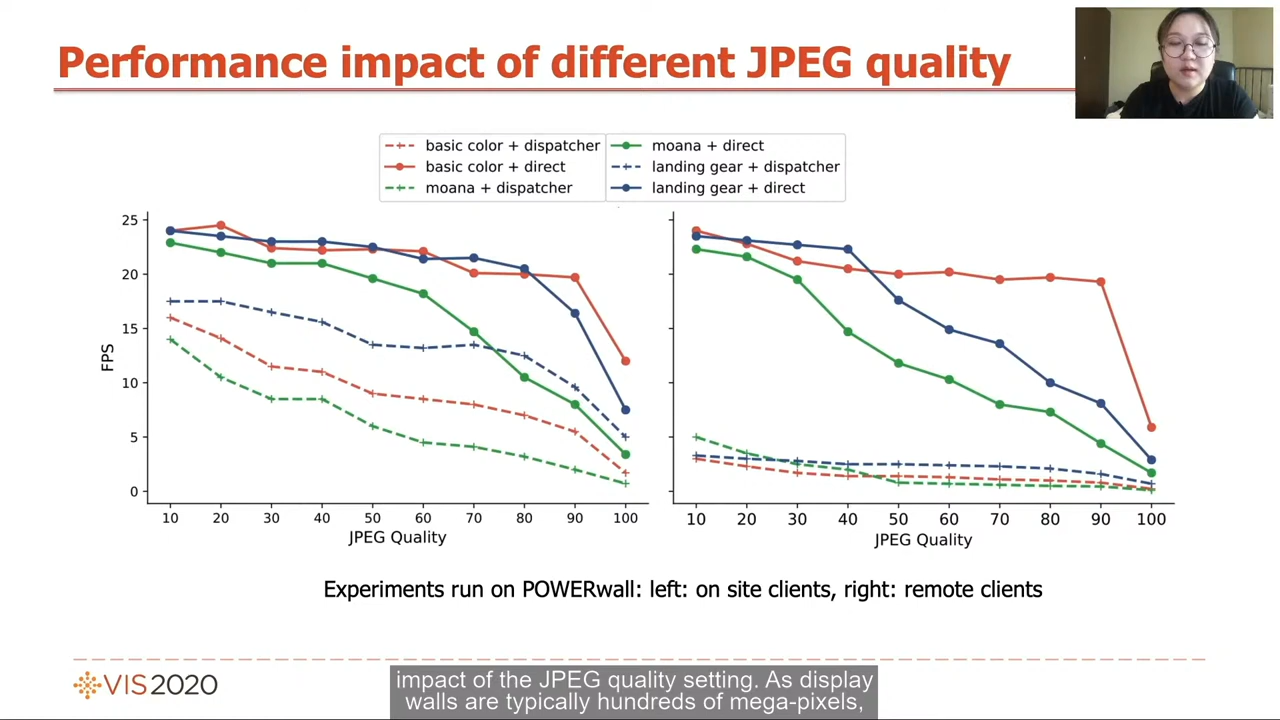 Performance impact of different JPEG quality
basic color + dispatcher
basic color + direct
moana + dispatcher
moana + direct
landing gear + dispatcher
landing gear + direct
FPS
25
20
15
10
5
0
10 20 30 40 50 60 70 80 90 100
JPEG Quality
10 20 30 40 50 60 70 80 90 100
JPEG Quality
Experiments run on POWERwall: left: on site clients, right: remote clients
VIS2020
impact of the JPEG quality setting. As display
walls are typically hundreds of mega-pixels,